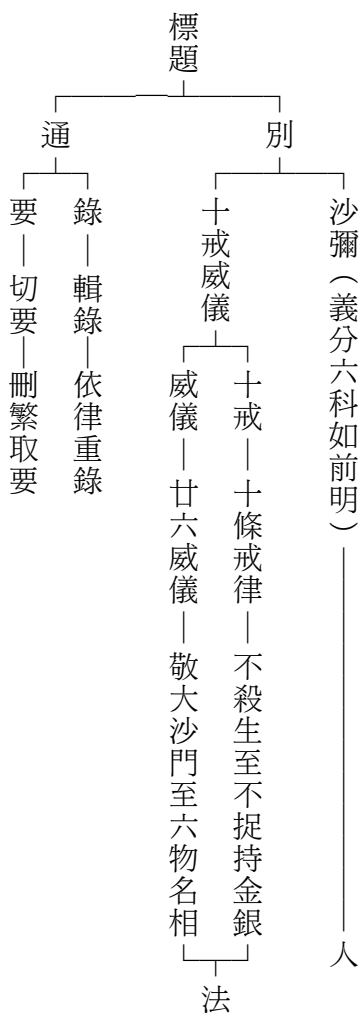 標題
別
沙彌（義分六科如前明）——人
十戒威儀
十戒—十條戒律—不殺生至不捉持金銀
威儀—廿六威儀—敬大沙門至六物名相
法
通
錄—輯錄—依律重錄
要—切要—刪繁取要